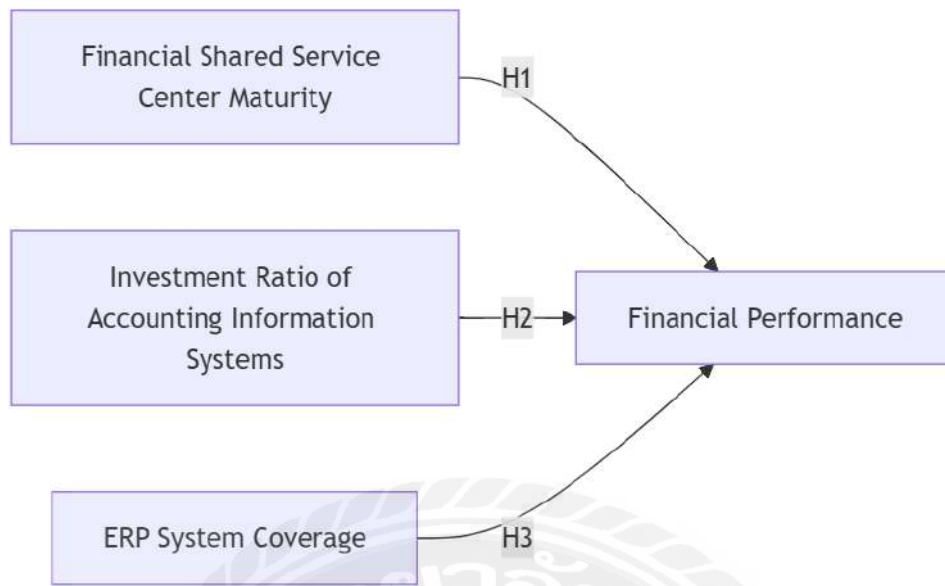 Financial Shared Service
Center Maturity
H1
Investment Ratio of
Accounting Information
Systems
H2
Financial Performance
ERP System Coverage
H3